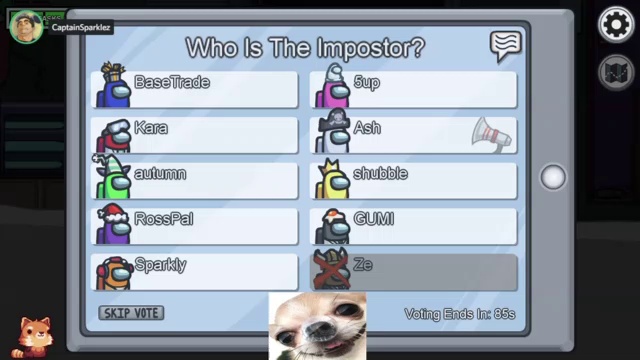 CaptainSparklez
Who Is The Impostor?
BaseTrade
5up
Kara
Ash
autumn
shubble
RossPal
GUMI
Sparkly
Ze
SKIP VOTE
Voting Ends In: 85s